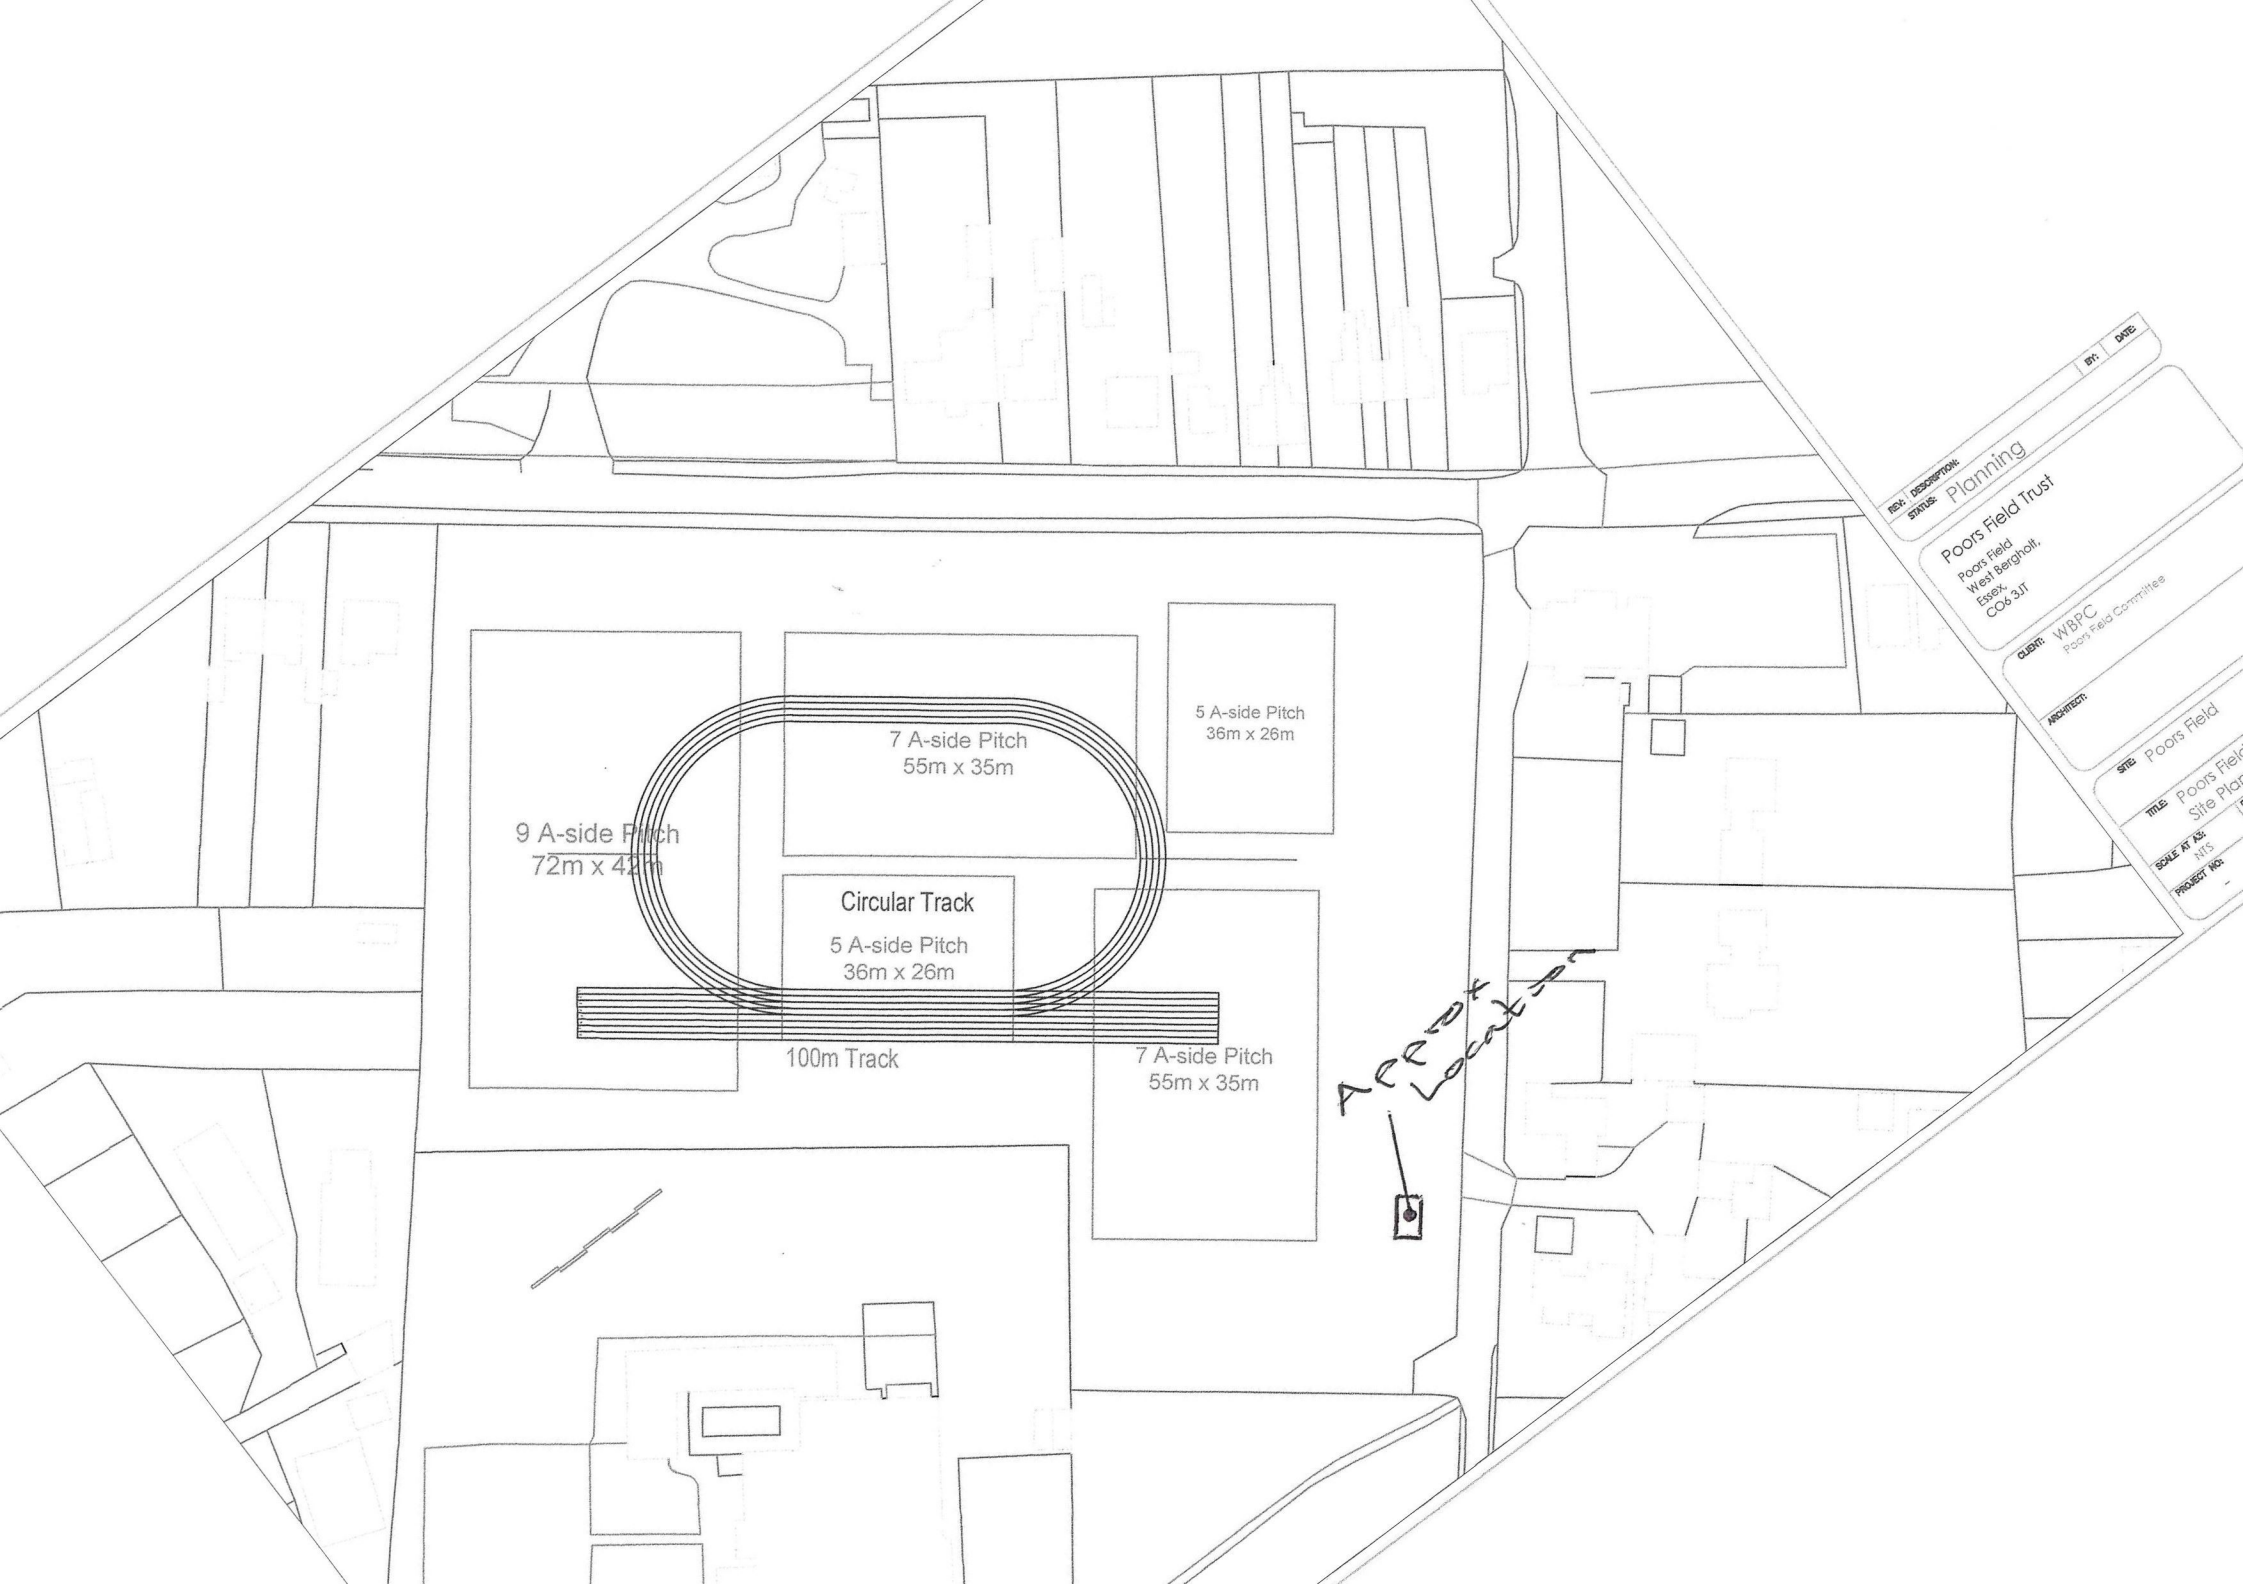 5 A-side Pitch
36m x 26m
7 A-side Pitch
55m x 35m
9 A-side Pitch
72m x 42m
Circular Track
5 A-side Pitch
36m x 26m
100m Track
7 A-side Pitch
55m x 35m
Location
REV:
DESCRIPTION:
BY:
DATE:
STATUS:
Planning
Poors Field Trust
Poors Field
West Bergholt,
Essex,
CO6 3JT
CLIENT:
WBPC
Poors Field Committee
ARCHITECT:
SITE:
Poors Field
TITLE:
Poors Field
Site Plan
SCALE AT A3:
NTS
PROJECT NO:
-